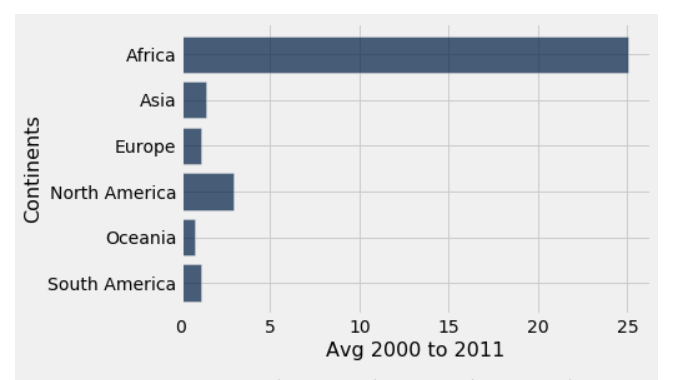 Continents
Africa
Asia
Europe
North America
Oceania
South America
0 5 10 15 20 25
Avg 2000 to 2011